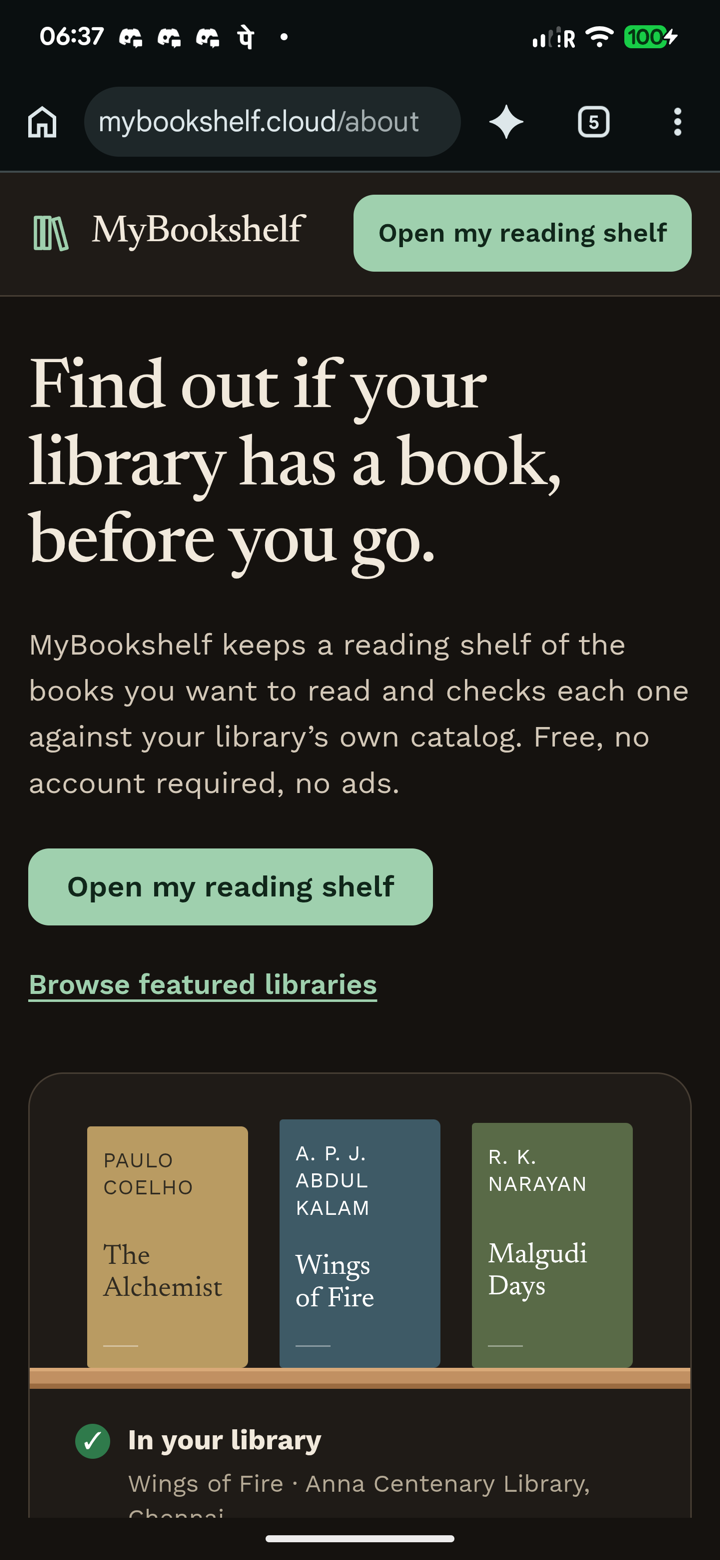 06:37 पे R 100
mybookshelf.cloud/about 5
MyBookshelf Open my reading shelf
Find out if your
library has a book,
before you go.
MyBookshelf keeps a reading shelf of the
books you want to read and checks each one
against your library’s own catalog. Free, no
account required, no ads.
Open my reading shelf
Browse featured libraries
PAULO
COELHO
The
Alchemist
A. P. J.
ABDUL
KALAM
Wings
of Fire
R. K.
NARAYAN
Malgudi
Days
In your library
Wings of Fire · Anna Centenary Library,
Chennai